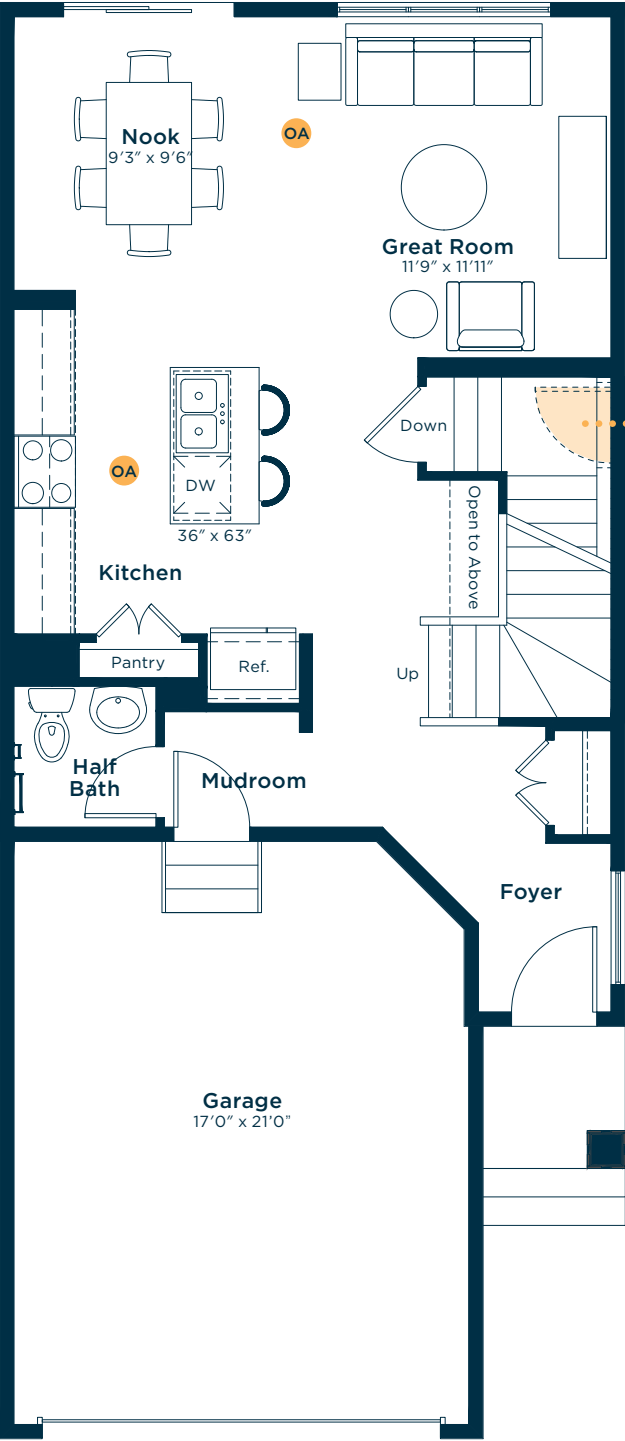 Nook
9'3" x 9'6"
OA
Great Room
11'9" x 11'11"
Down
OA
DW
36" x 63"
Open to Above
Kitchen
Pantry
Ref.
Up
Half
Bath
Mudroom
Foyer
Garage
17'0" x 21'0"